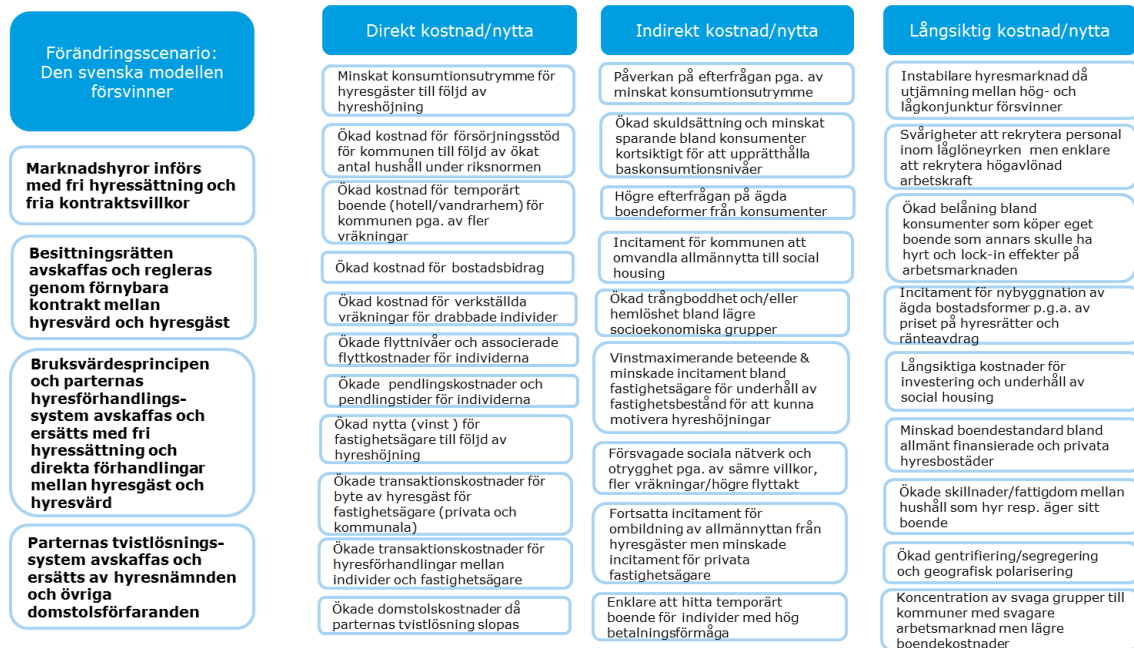 Förändringsscenario:
Den svenska modellen
försvinner
Marknadshyror införs
med fri hyressättning och
fria kontraktsvillkor
Besittningsrätten
avskaffas och regleras
genom förnybara
kontrakt mellan
hyresvärd och hyresgäst
Bruksvärdesprincipen
och parternas
hyresförhandlings-
system avskaffas och
ersätts med fri
hyressättning och
direkta förhandlingar
mellan hyresgäst och
hyresvärd
Parternas tvistlösnings-
system avskaffas och
ersätts av hyresnämnden
och övriga
domstolsförfaranden
Direkt kostnad/nytta
Minskat konsumtionsutrymme för
hyresgäster till följd av
hyreshöjning
Ökad kostnad för försörjningsstöd
för kommunen till följd av ökat
antal hushåll under riksnormen
Ökad kostnad för temporärt
boende (hotell/vandrarhem) för
kommunen pga. av fler
vräkningar
Ökad kostnad för bostadsbidrag
Ökad kostnad för verkställda
vräkningar för drabbade individer
Ökade flyttnivåer och associerade
flyttkostnader för individerna
Ökade  pendlingskostnader och
pendlingstider för individerna
Ökad nytta (vinst ) för
fastighetsägare till följd av
hyreshöjning
Ökade transaktionskostnader för
byte av hyresgäst för
fastighetsägare (privata och
kommunala)
Ökade transaktionskostnader för
hyresförhandlingar mellan
individer och fastighetsägare
Ökade domstolskostnader då
parternas tvistlösning slopas
Indirekt kostnad/nytta
Påverkan på efterfrågan pga. av
minskat konsumtionsutrymme
Ökad skuldsättning och minskat
sparande bland konsumenter
kortsiktigt för att upprätthålla
baskonsumtionsnivåer
Högre efterfrågan på ägda
boendeformer från konsumenter
Incitament för kommunen att
omvandla allmännytta till social
housing
Ökad trångboddhet och/eller
hemlöshet bland lägre
socioekonomiska grupper
Vinstmaximerande beteende &
minskade incitament bland
fastighetsägare för underhåll av
fastighetsbestånd för att kunna
motivera hyreshöjningar
Försvagade sociala nätverk och
otrygghet pga. av sämre villkor,
fler vräkningar/högre flyttakt
Fortsatta incitament för
ombildning av allmännyttan från
hyresgäster men minskade
incitament för privata
fastighetsägare
Enklare att hitta temporärt
boende för individer med hög
betalningsförmåga
Långsiktig kostnad/nytta
Instabilare hyresmarknad då
utjämning mellan hög- och
lågkonjunktur försvinner
Svårigheter att rekrytera personal
inom låglöneyrken  men enklare
att rekrytera högavlönad
arbetskraft
Ökad belåning bland
konsumenter som köper eget
boende som annars skulle ha
hyrt och lock-in effekter på
arbetsmarknaden
Incitament för nybyggnation av
ägda bostadsformer p.g.a. av
priset på hyresrätter och
ränteavdrag
Långsiktiga kostnader för
investering och underhåll av
social housing
Minskad boendestandard bland
allmänt finansierade och privata
hyresbostäder
Ökade skillnader/fattigdom mellan
hushåll som hyr resp. äger sitt
boende
Ökad gentrifiering/segregering
och geografisk polarisering
Koncentration av svaga grupper till
kommuner med svagare
arbetsmarknad men lägre
boendekostnader